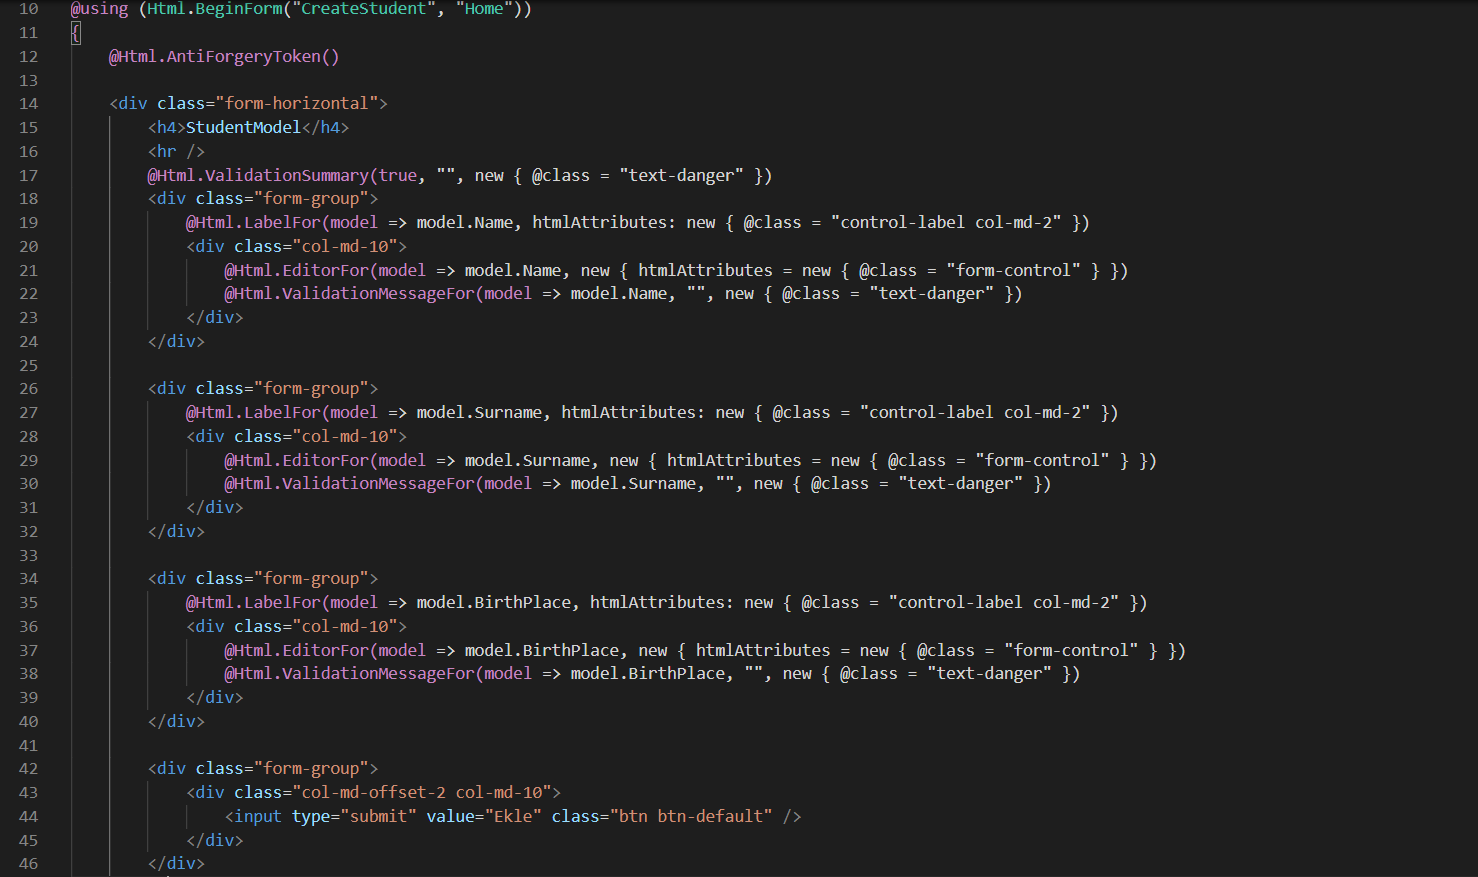 10 @using (Html.BeginForm("CreateStudent", "Home"))
11 {
12 @Html.AntiForgeryToken()
13
14 <div class="form-horizontal">
15 <h4>StudentModel</h4>
16 <hr />
17 @Html.ValidationSummary(true, "", new { @class = "text-danger" })
18 <div class="form-group">
19 @Html.LabelFor(model => model.Name, htmlAttributes: new { @class = "control-label col-md-2" })
20 <div class="col-md-10">
21 @Html.EditorFor(model => model.Name, new { htmlAttributes = new { @class = "form-control" } })
22 @Html.ValidationMessageFor(model => model.Name, "", new { @class = "text-danger" })
23 </div>
24 </div>
25
26 <div class="form-group">
27 @Html.LabelFor(model => model.Surname, htmlAttributes: new { @class = "control-label col-md-2" })
28 <div class="col-md-10">
29 @Html.EditorFor(model => model.Surname, new { htmlAttributes = new { @class = "form-control" } })
30 @Html.ValidationMessageFor(model => model.Surname, "", new { @class = "text-danger" })
31 </div>
32 </div>
33
34 <div class="form-group">
35 @Html.LabelFor(model => model.BirthPlace, htmlAttributes: new { @class = "control-label col-md-2" })
36 <div class="col-md-10">
37 @Html.EditorFor(model => model.BirthPlace, new { htmlAttributes = new { @class = "form-control" } })
38 @Html.ValidationMessageFor(model => model.BirthPlace, "", new { @class = "text-danger" })
39 </div>
40 </div>
41
42 <div class="form-group">
43 <div class="col-md-offset-2 col-md-10">
44 <input type="submit" value="Ekle" class="btn btn-default" />
45 </div>
46 </div>